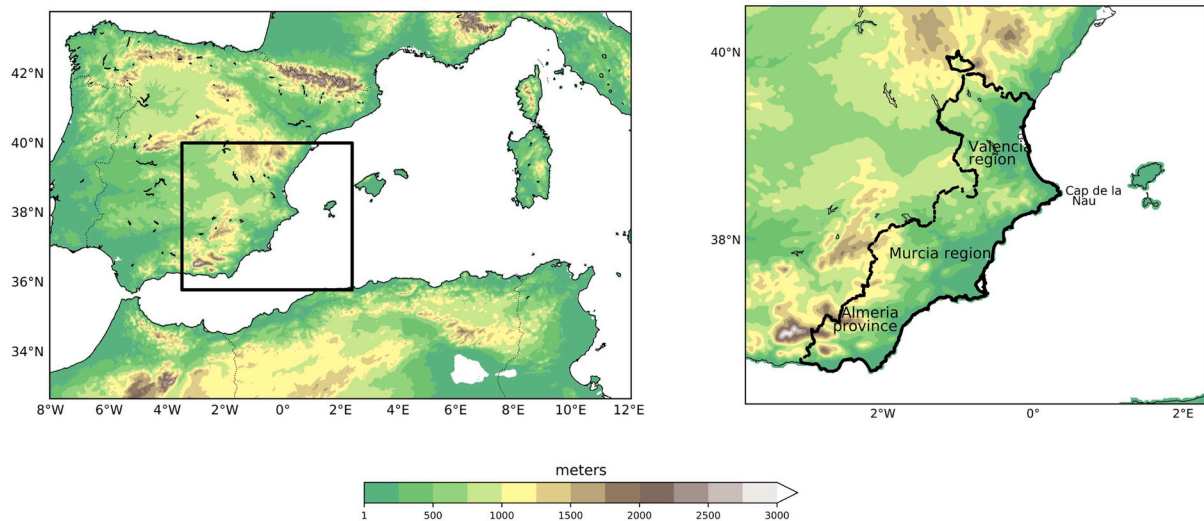 42°N
40°N
38°N
36°N
34°N
8°W 6°W 4°W 2°W 0° 2°E 4°E 6°E 8°E 10°E 12°E
40°N
38°N
Valencia
region
Cap de la
Nau
Murcia region
Almeria
province
2°W 0° 2°E
meters
1 500 1000 1500 2000 2500 3000